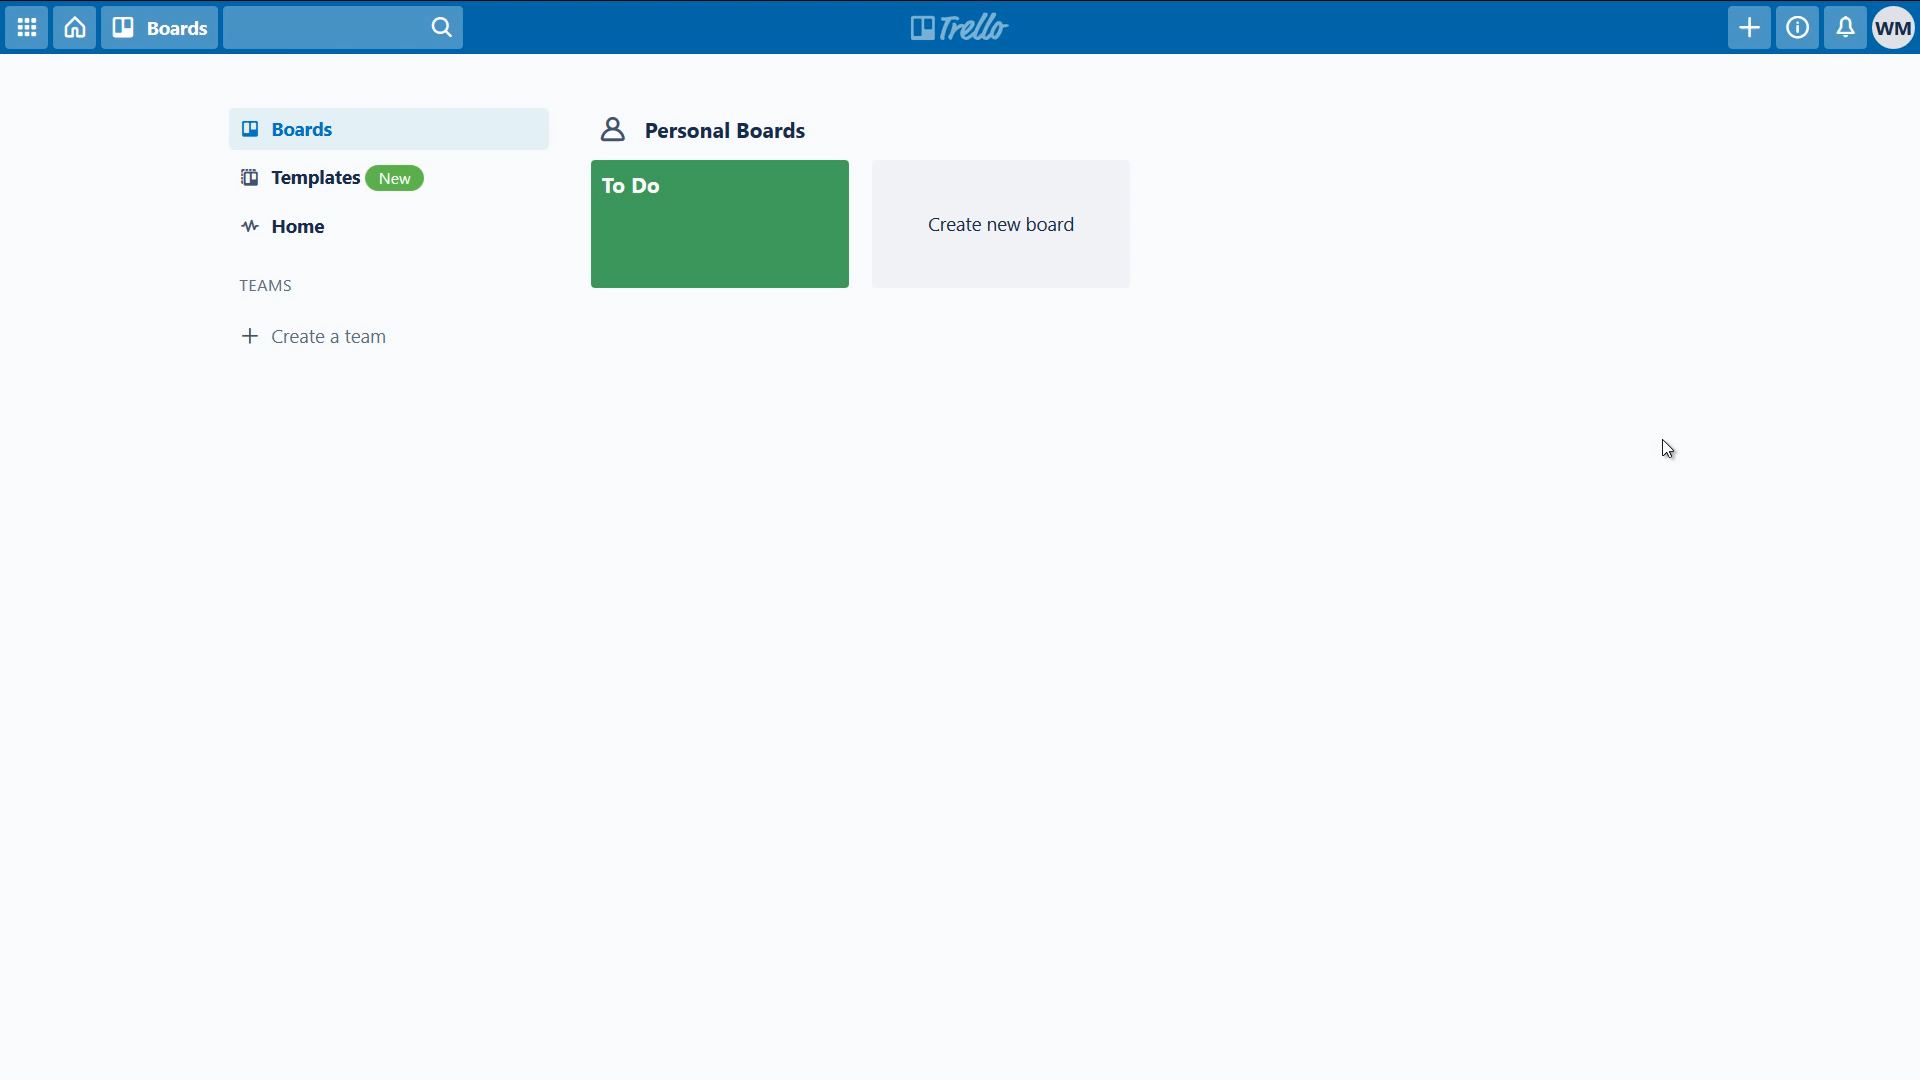 Boards
Trello
WM
Boards
Templates New
Home
TEAMS
Create a team
Personal Boards
To Do
Create new board